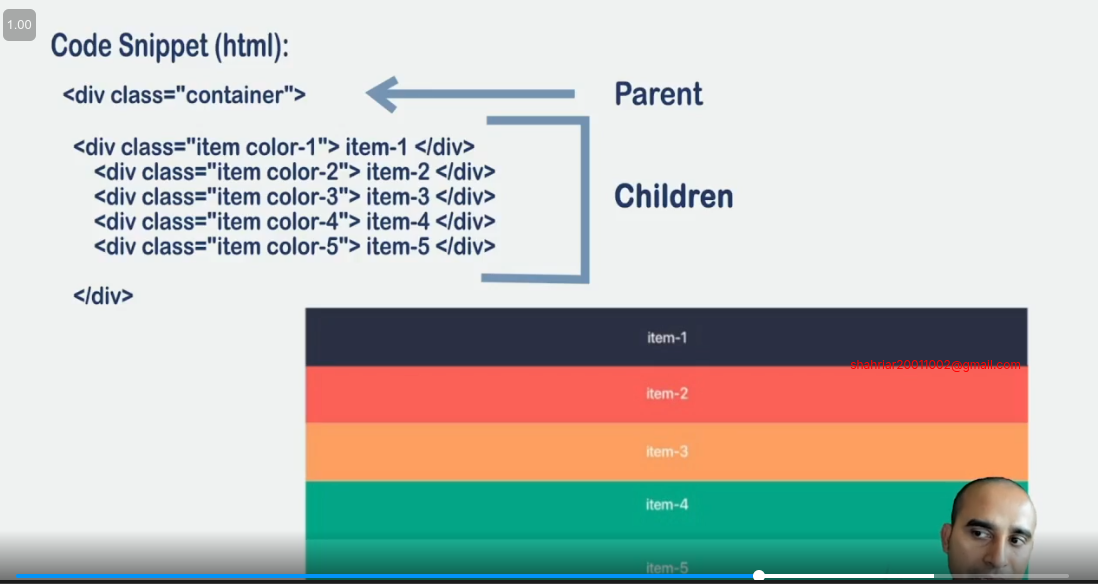 1.00
Code Snippet (html):
<div class="container">
Parent
<div class="item color-1"> item-1 </div>
<div class="item color-2"> item-2 </div>
<div class="item color-3"> item-3 </div>
Children
<div class="item color-4"> item-4 </div>
<div class="item color-5"> item-5 </div>
</div>
item-1
shahriar20011002@gmail.com
item-2
item-3
item-4
item-5